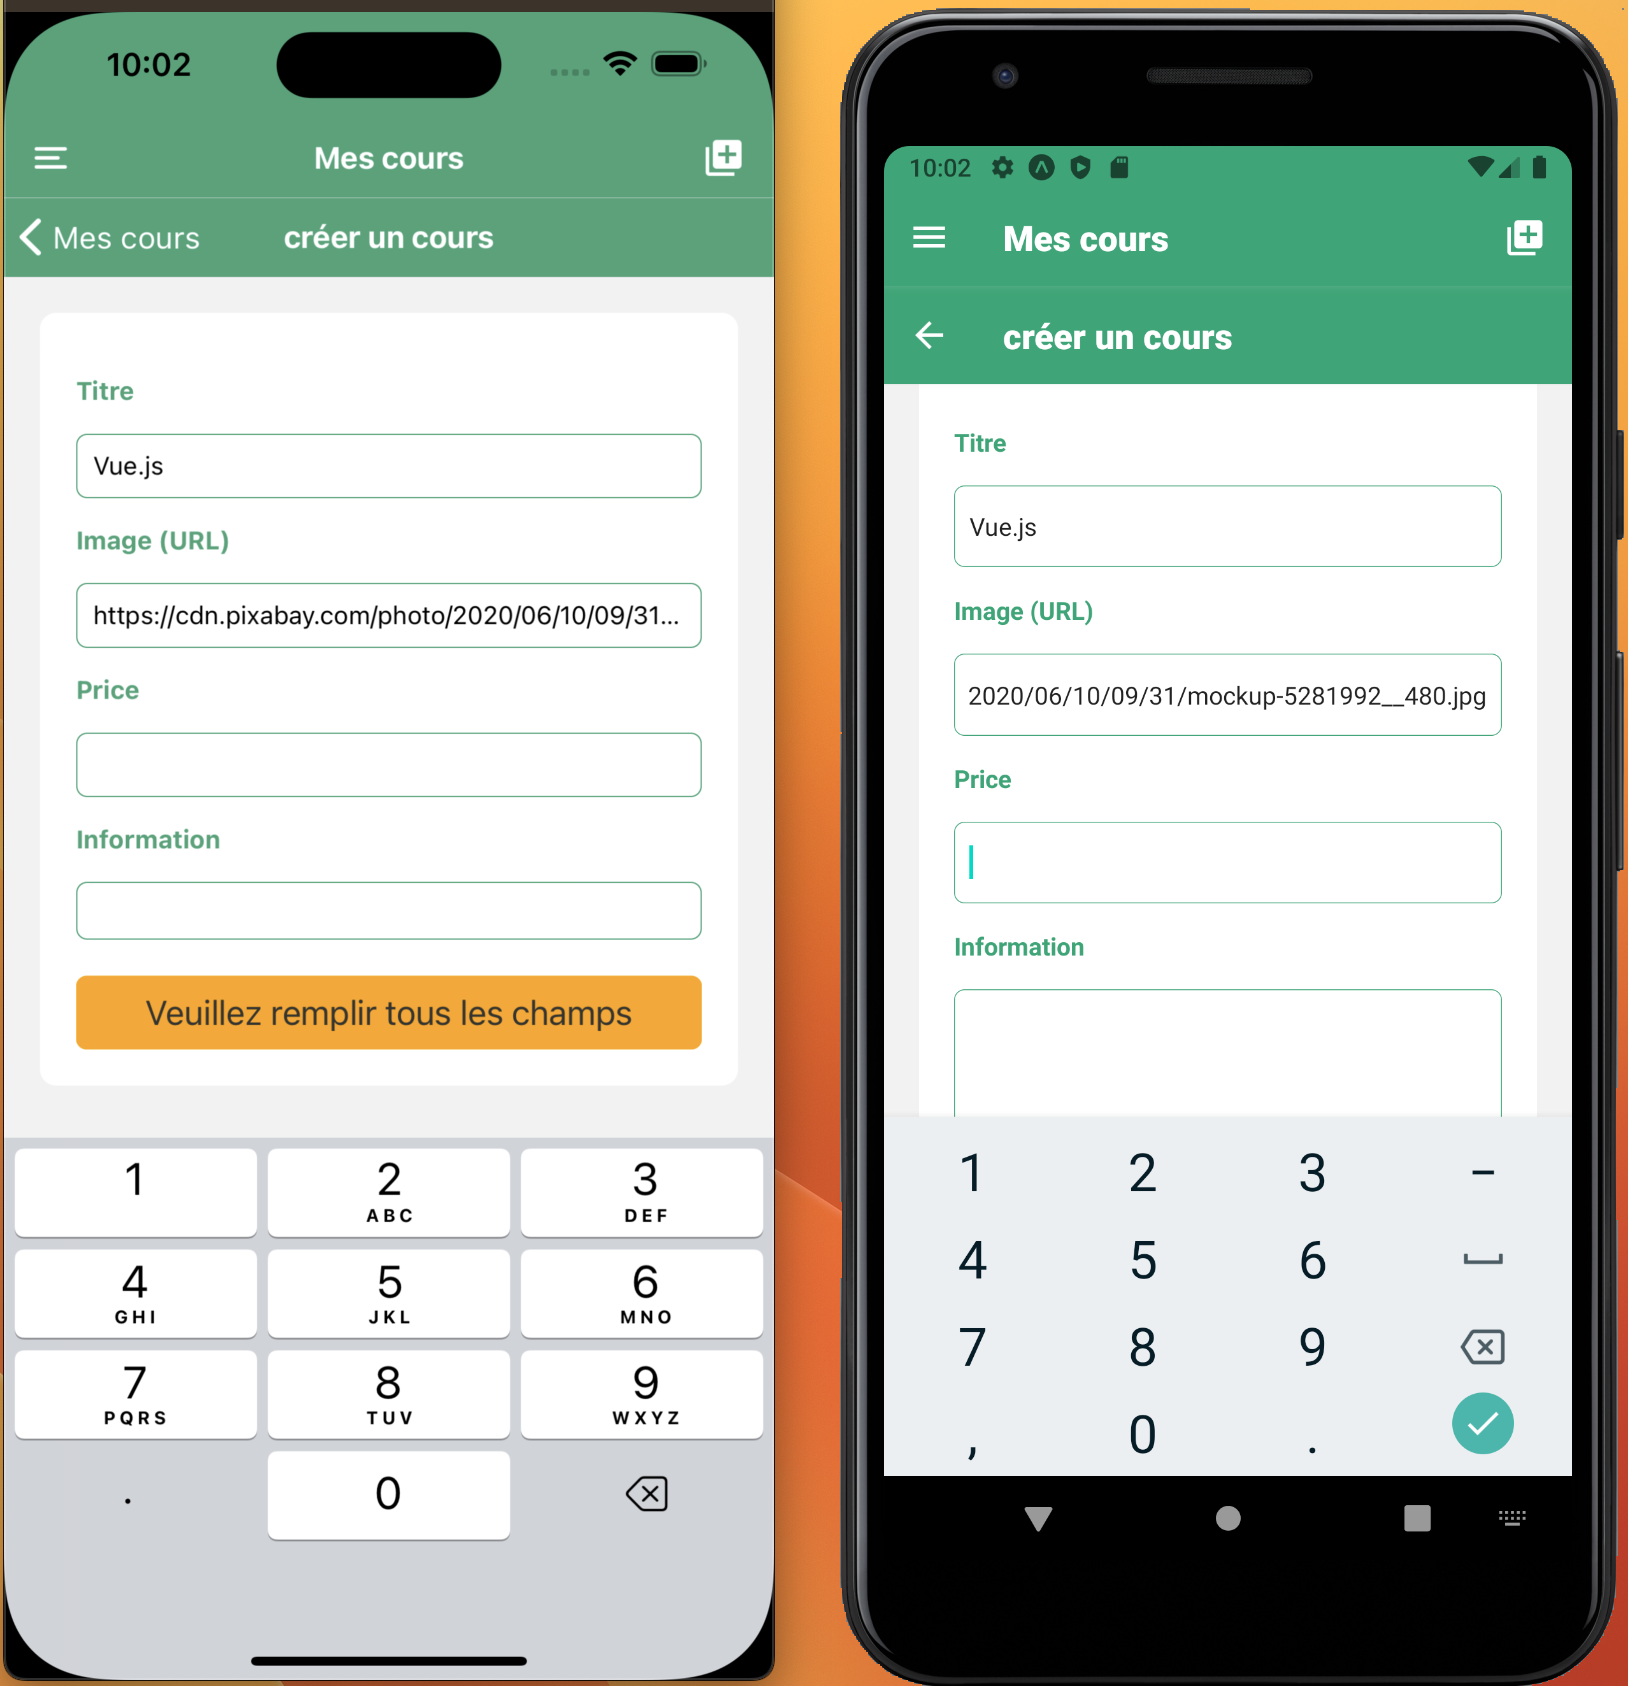 10:02
Mes cours
Mes cours
créer un cours
Titre
Vue.js
Image (URL)
https://cdn.pixabay.com/photo/2020/06/10/09/31...
Price
Information
Veuillez remplir tous les champs
1
2
ABC
3
DEF
4
GHI
5
JKL
6
MNO
7
PQRS
8
TUV
9
WXYZ
.
0
10:02
Mes cours
créer un cours
Titre
Vue.js
Image (URL)
2020/06/10/09/31/mockup-5281992__480.jpg
Price
Information
1 2 3 –
4 5 6
7 8 9
, 0 .